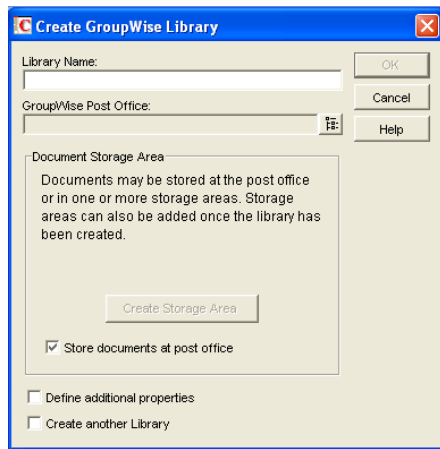 Create GroupWise Library
Library Name:
OK
GroupWise Post Office:
Cancel
Help
Document Storage Area
Documents may be stored at the post office
or in one or more storage areas. Storage
areas can also be added once the library has
been created.
Create Storage Area
Store documents at post office
Define additional properties
Create another Library